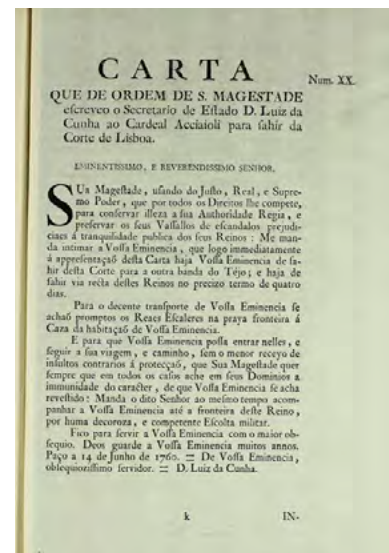 CARTA
Num. XX.
QUE DE ORDEM DE S. MAGESTADE
eſcreveo o Secretario de Eſtado D. Luiz da
Cunha ao Cardeal Acciaioli para ſahir da
Corte de Lisboa.
EMINENTISSIMO, E REVERENDISSIMO SENHOR.
SUa Mageſtade, uſando do Juſto, Real, e Supre-
mo Poder, que por todos os Direitos lhe compete,
para conſervar illeza a ſua Authoridade Regia, e
preſervar os ſeus Vaſſallos de eſcandalos prejudi-
ciaes á tranquilidade publica dos ſeus Reinos: Me man-
da intimar a Voſſa Eminencia, que logo immediatamente
á appreſentaçaõ deſta Carta haja Voſſa Eminencia de ſa-
hir deſta Corte para a outra banda do Téjo; e haja de
ſahir via recta deſtes Reinos no precizo termo de quatro
dias.
Para o decente tranſporte de Voſſa Eminencia ſe
achaõ promptos os Reaes Eſcaleres na praya fronteira á
Caza da habitaçaõ de Voſſa Eminencia.
E para que Voſſa Eminencia poſſa entrar nelles, e
ſeguir a ſua viagem, e caminho, ſem o menor receyo de
inſultos contrarios á protecçaõ, que Sua Mageſtade quer
ſempre que em todos os caſos ache em ſeus Dominios a
immunidade do caracter, de que Voſſa Eminencia ſe acha
reveſtido: Manda o dito Senhor ao meſmo tempo acom-
panhar a Voſſa Eminencia até a fronteira deſte Reino,
por huma decoroza, e competente Eſcolta militar.
Fico para ſervir a Voſſa Eminencia com o maior ob-
ſequio. Deos guarde a Voſſa Eminencia muitos annos.
Paço a 14 de Junho de 1760. = De Voſſa Eminencia,
obſequioziſſimo ſervidor. = D. Luiz da Cunha.
k
IN-